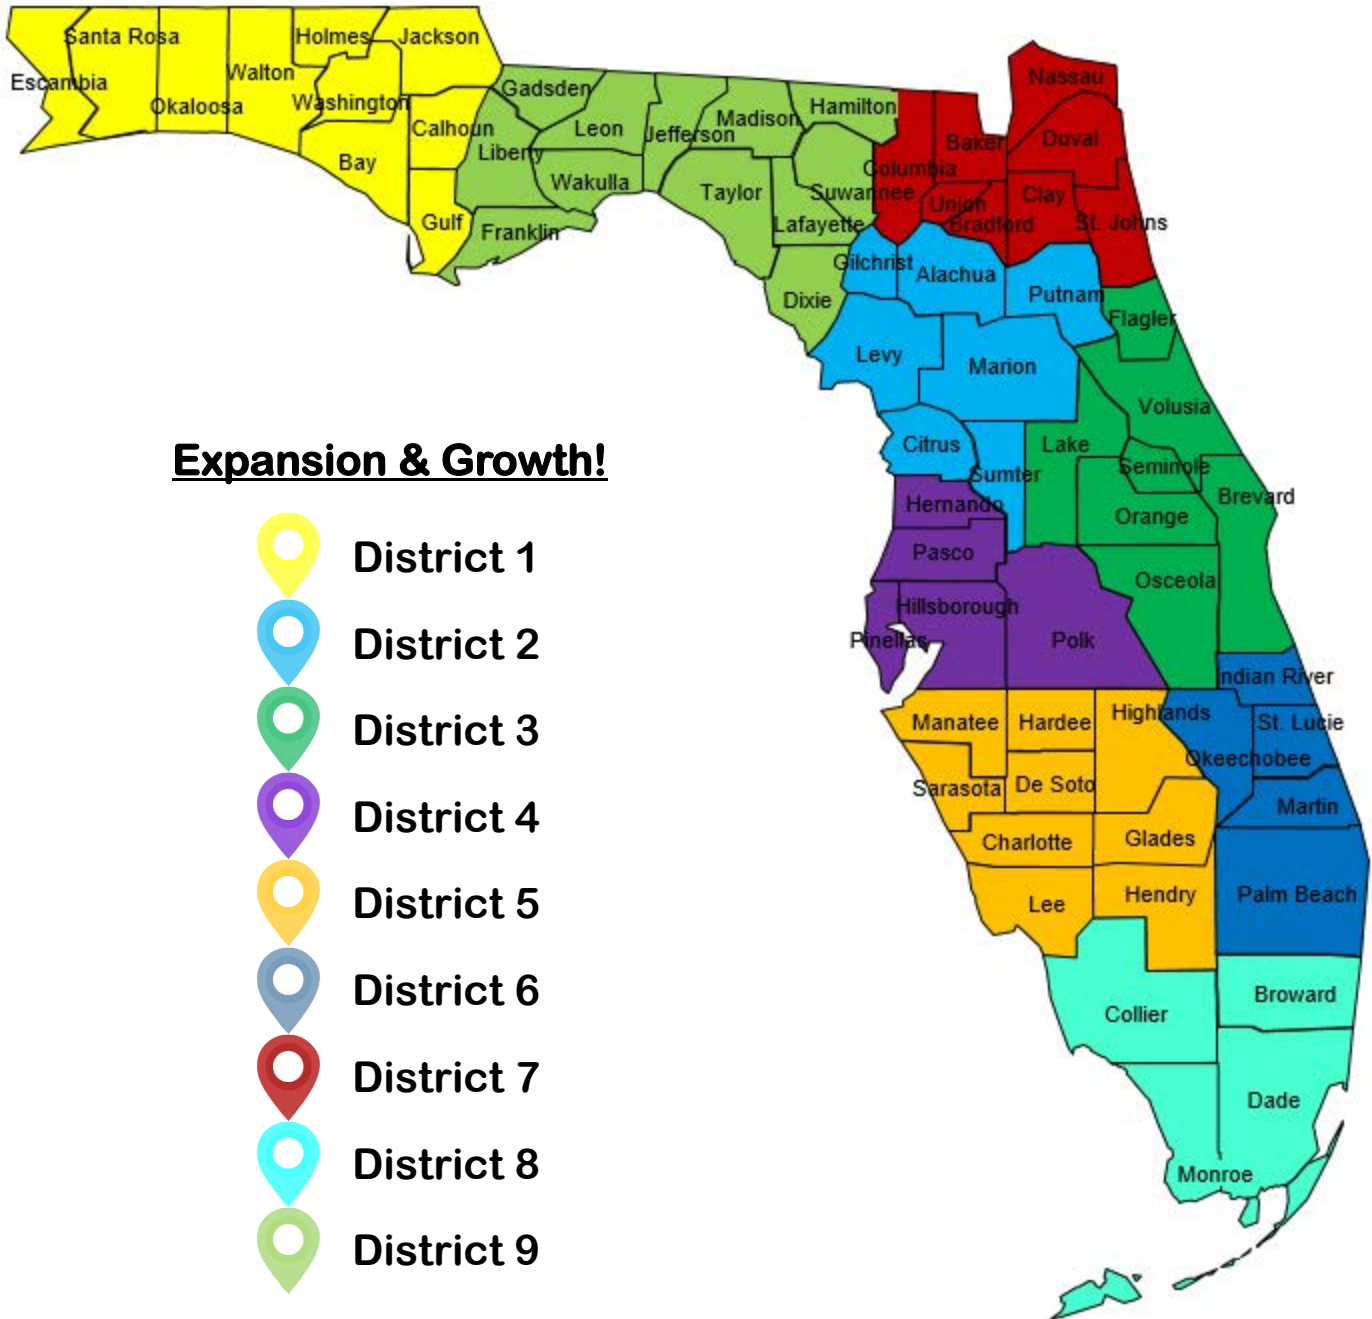 Santa Rosa
Holmes
Jackson
Escambia
Walton
Okaloosa
Washington
Calhoun
Bay
Gulf
Gadsden
Leon
Liberty
Wakulla
Franklin
Jefferson
Madison
Hamilton
Taylor
Suwannee
Lafayette
Dixie
Nassau
Baker
Duval
Columbia
Union
Clay
Bradford
St. Johns
Gilchrist
Alachua
Putnam
Flagler
Levy
Marion
Volusia
Citrus
Lake
Sumter
Seminole
Brevard
Hernando
Orange
Pasco
Osceola
Hillsborough
Pinellas
Polk
Indian River
Manatee
Hardee
Highlands
St. Lucie
Okeechobee
Sarasota
De Soto
Martin
Charlotte
Glades
Lee
Hendry
Palm Beach
Collier
Broward
Dade
Monroe
Expansion & Growth!
District 1
District 2
District 3
District 4
District 5
District 6
District 7
District 8
District 9